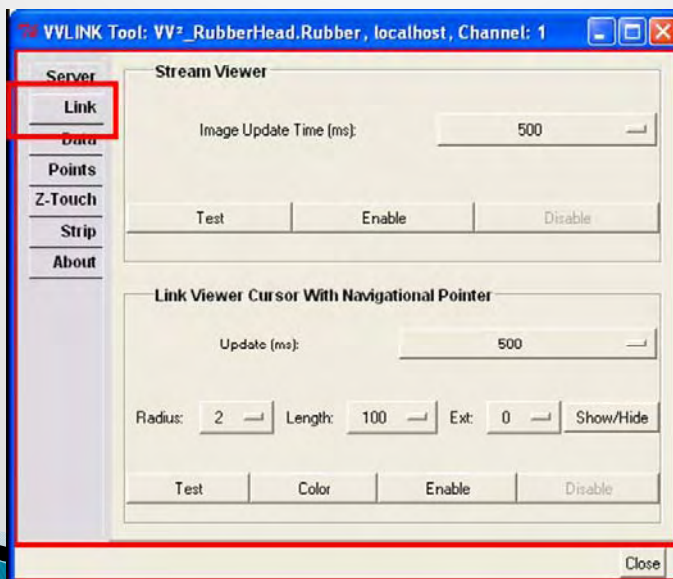 VVLINK Tool: VV²_RubberHead.Rubber, localhost, Channel: 1
Server
Link
Data
Points
Z-Touch
Strip
About
Stream Viewer
Image Update Time (ms): 500
Test Enable Disable
Link Viewer Cursor With Navigational Pointer
Update (ms): 500
Radius: 2 Length: 100 Ext: 0 Show/Hide
Test Color Enable Disable
Close